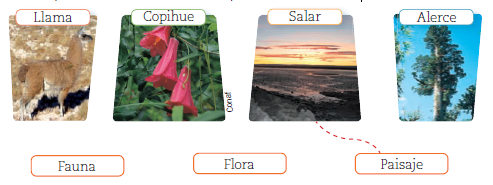 Llama
Copihue
Salar
Alerce
Conaf
Fauna
Flora
Paisaje